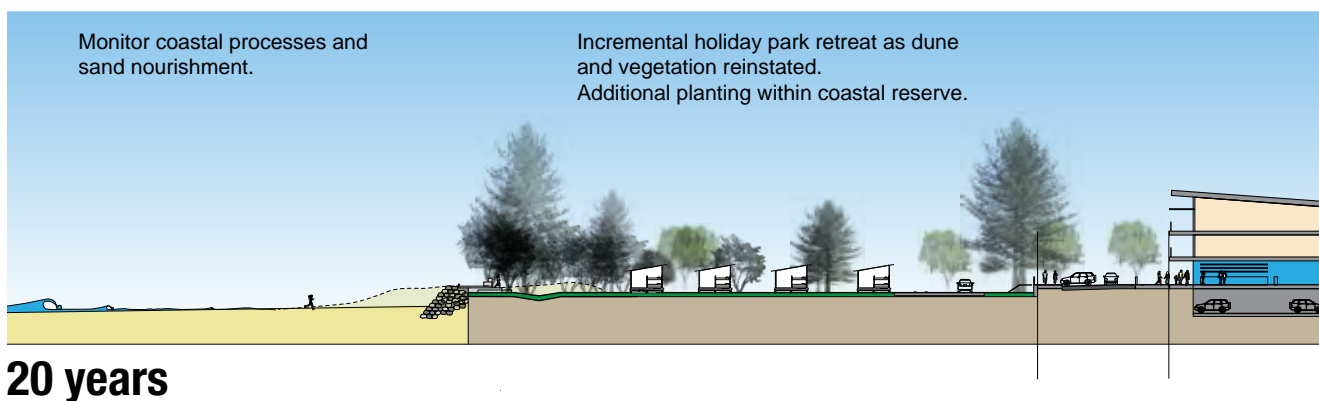 Monitor coastal processes and
sand nourishment.
Incremental holiday park retreat as dune
and vegetation reinstated.
Additional planting within coastal reserve.
20 years